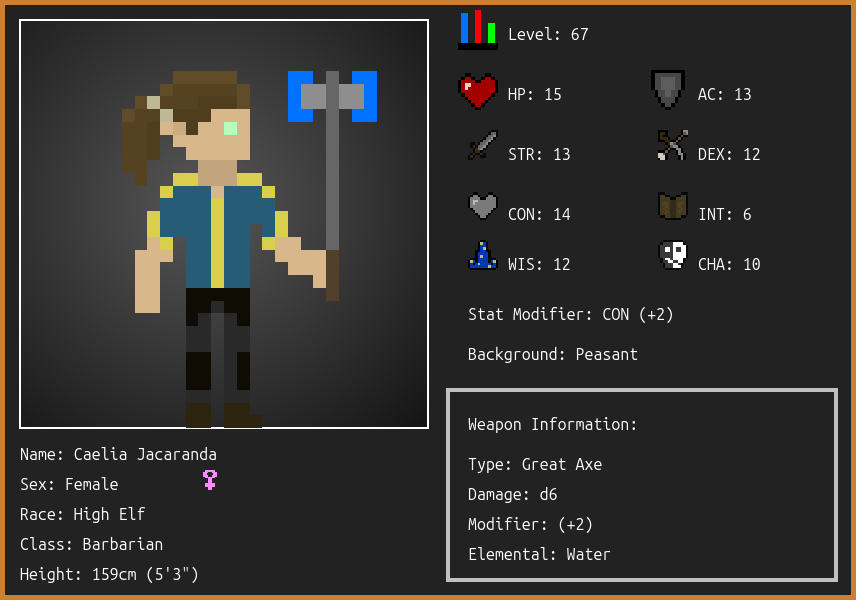 Level: 67
HP: 15
AC: 13
STR: 13
DEX: 12
CON: 14
INT: 6
WIS: 12
CHA: 10
Stat Modifier: CON (+2)
Background: Peasant
Weapon Information:
Type: Great Axe
Damage: d6
Modifier: (+2)
Elemental: Water
Name: Caelia Jacaranda
Sex: Female
Race: High Elf
Class: Barbarian
Height: 159cm (5'3")